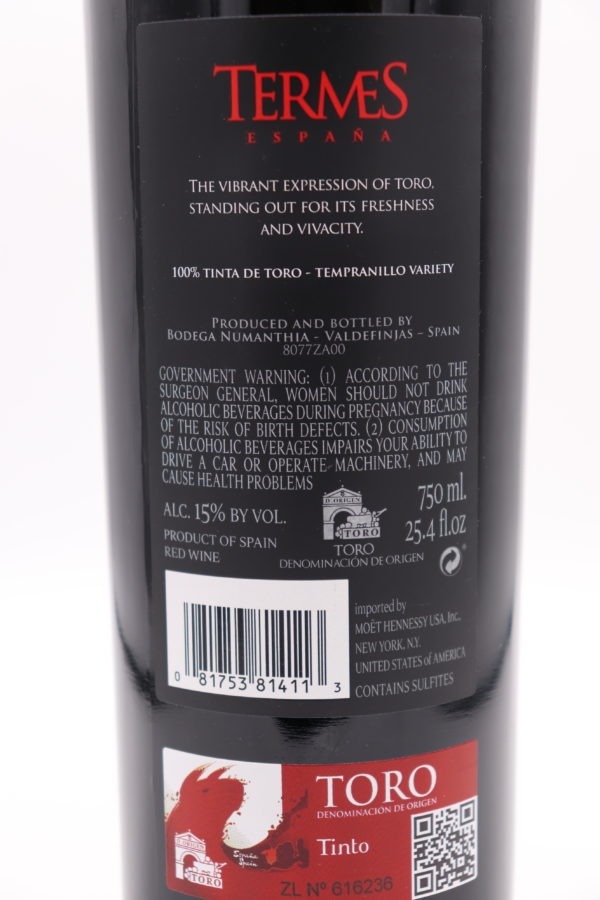 TERMES
ESPAÑA
THE VIBRANT EXPRESSION OF TORO,
STANDING OUT FOR ITS FRESHNESS
AND VIVACITY.
100% TINTA DE TORO - TEMPRANILLO VARIETY
PRODUCED AND BOTTLED BY
BODEGA NUMANTHIA - VALDEFINJAS – SPAIN
8077ZA00
GOVERNMENT WARNING: (1) ACCORDING TO THE
SURGEON GENERAL, WOMEN SHOULD NOT DRINK
ALCOHOLIC BEVERAGES DURING PREGNANCY BECAUSE
OF THE RISK OF BIRTH DEFECTS. (2) CONSUMPTION
OF ALCOHOLIC BEVERAGES IMPAIRS YOUR ABILITY TO
DRIVE A CAR OR OPERATE MACHINERY, AND MAY
CAUSE HEALTH PROBLEMS
ALC. 15% BY VOL.
PRODUCT OF SPAIN
RED WINE
D. ORIGEN
TORO
TORO
DENOMINACIÓN DE ORIGEN
750 ml.
25.4 fl.oz
0 81753 81411 3
imported by
MOËT HENNESSY USA, Inc.,
NEW YORK, N.Y.
UNITED STATES of AMÉRICA
CONTAINS SULFITES
TORO
DENOMINACIÓN DE ORIGEN
Tinto
España
Spain
D. ORIGEN
TORO
ZL Nº 616236